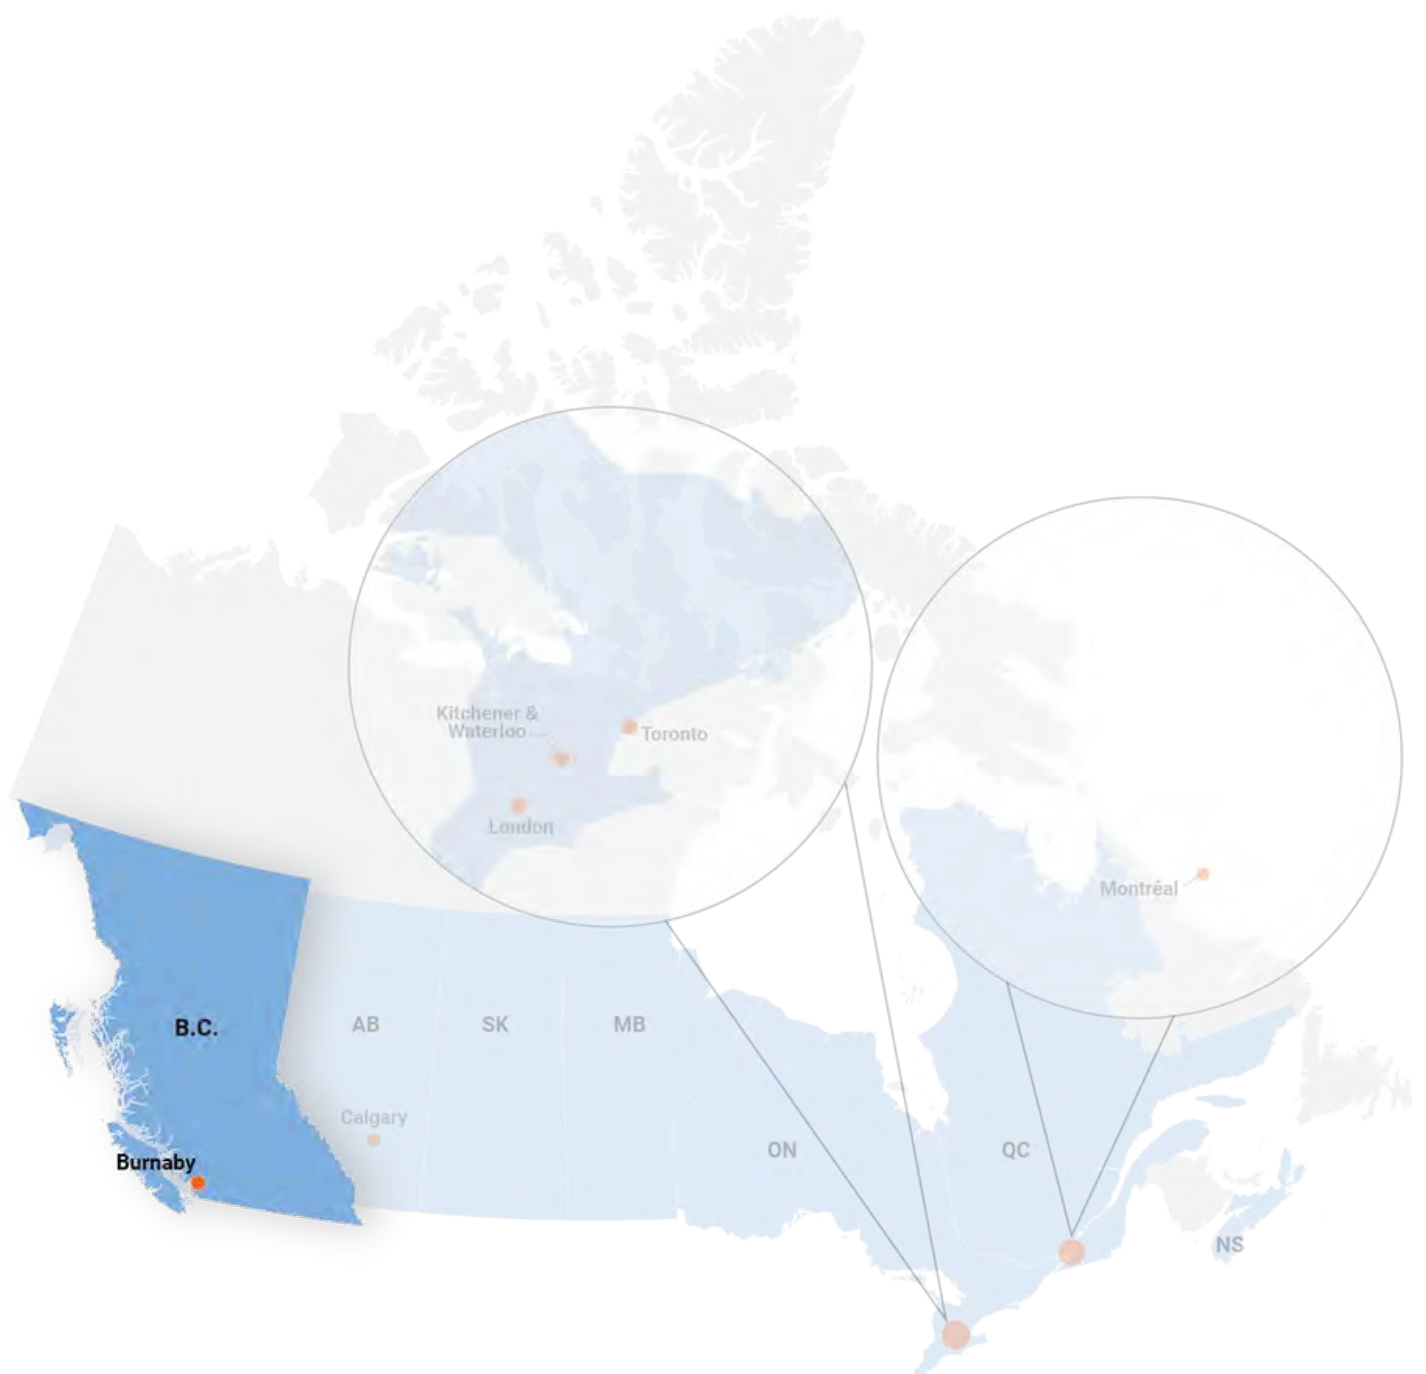 Kitchener &
Waterloo
Toronto
London
Montréal
B.C.
AB
SK
MB
Calgary
Burnaby
ON
QC
NS